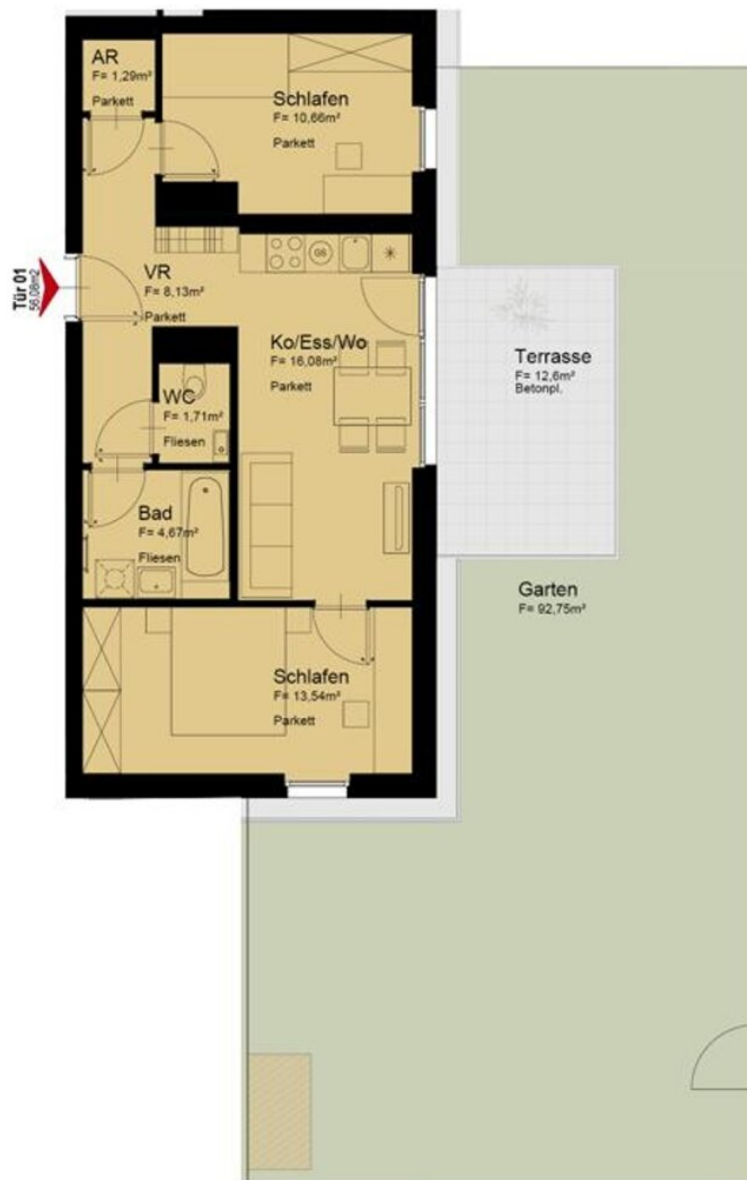 AR
F= 1,29m²
Parkett
Schlafen
F= 10,66m²
Parkett
Tür 01
56,08m2
VR
F= 8,13m²
Parkett
GS
Ko/Ess/Wo
F= 16,08m²
Parkett
Terrasse
F= 12,6m²
Betonpl.
WC
F= 1,71m²
Fliesen
Bad
F= 4,67m²
Fliesen
Garten
F= 92,75m²
Schlafen
F= 13,54m²
Parkett